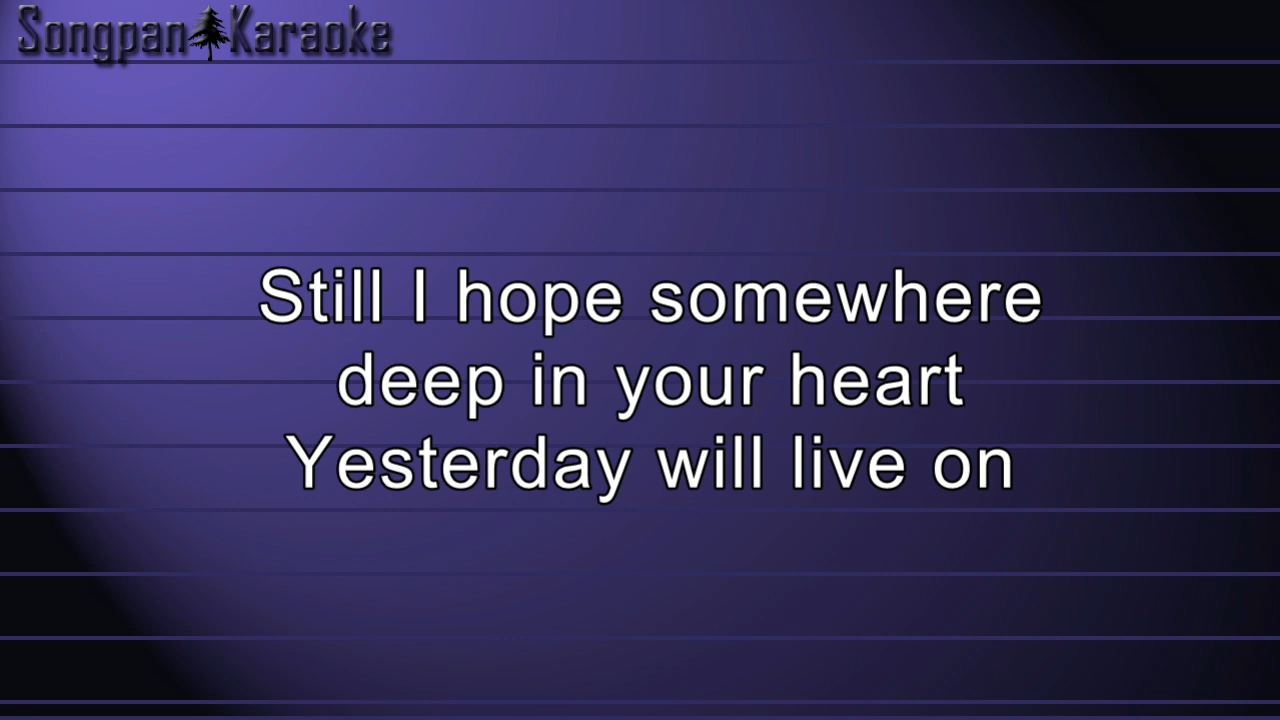 Songpan Karaoke
Still I hope somewhere
deep in your heart
Yesterday will live on